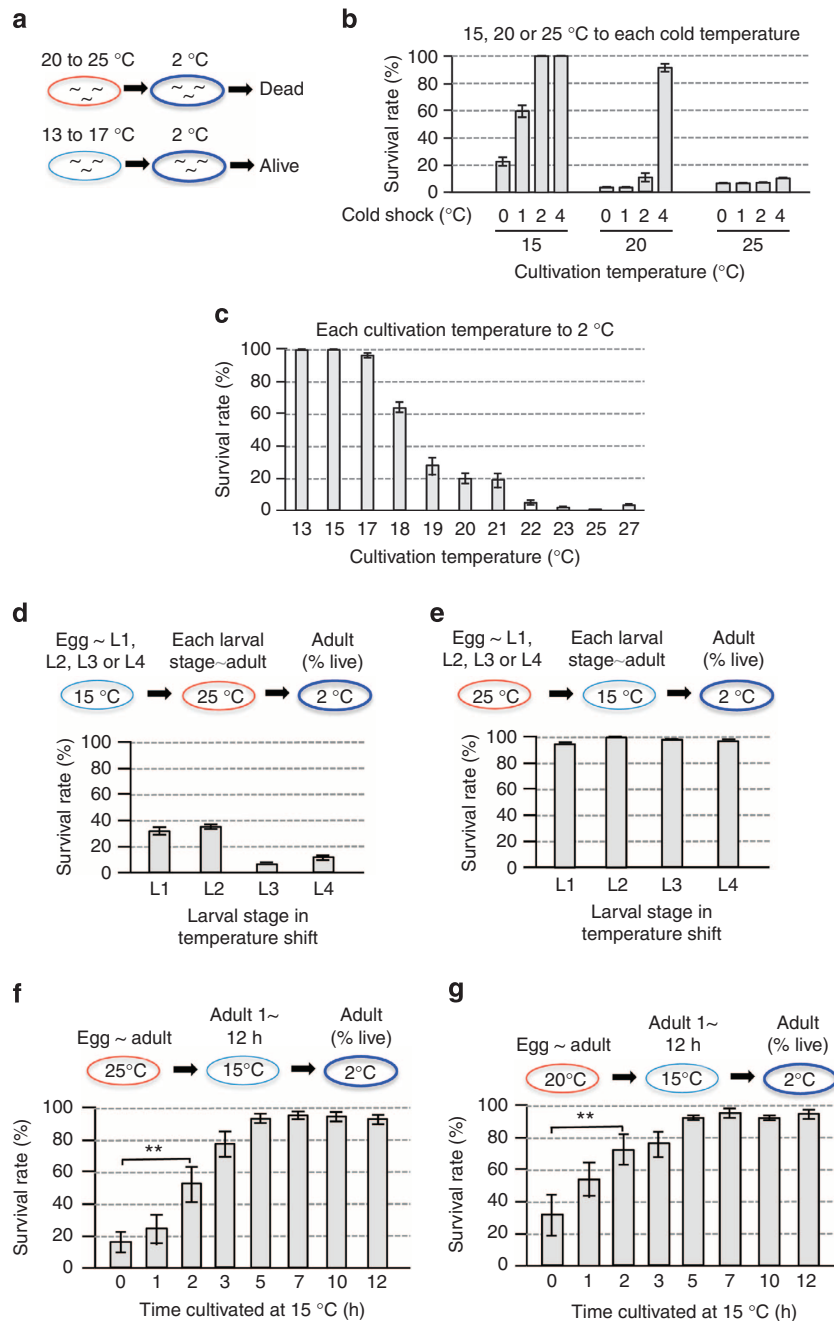 a
20 to 25 °C
2 °C
Dead
13 to 17 °C
2 °C
Alive
b
15, 20 or 25 °C to each cold temperature
Survival rate (%)
100
80
60
40
20
0
Cold shock (°C)
0 1 2 4 0 1 2 4 0 1 2 4
15 20 25
Cultivation temperature (°C)
c
Each cultivation temperature to 2 °C
Survival rate (%)
100
80
60
40
20
0
13 15 17 18 19 20 21 22 23 25 27
Cultivation temperature (°C)
d
Egg ~ L1, L2, L3 or L4
Each larval stage~adult
Adult (% live)
15 °C
25 °C
2 °C
Survival rate (%)
100
80
60
40
20
0
L1 L2 L3 L4
Larval stage in
temperature shift
e
Egg ~ L1, L2, L3 or L4
Each larval stage~adult
Adult (% live)
25 °C
15 °C
2 °C
Survival rate (%)
100
80
60
40
20
0
L1 L2 L3 L4
Larval stage in
temperature shift
f
Egg ~ adult
Adult 1~ 12 h
Adult (% live)
25°C
15°C
2°C
Survival rate (%)
100
80
60
40
20
0
**
0 1 2 3 5 7 10 12
Time cultivated at 15 °C (h)
g
Egg ~ adult
Adult 1~ 12 h
Adult (% live)
20°C
15°C
2°C
Survival rate (%)
100
80
60
40
20
0
**
0 1 2 3 5 7 10 12
Time cultivated at 15 °C (h)